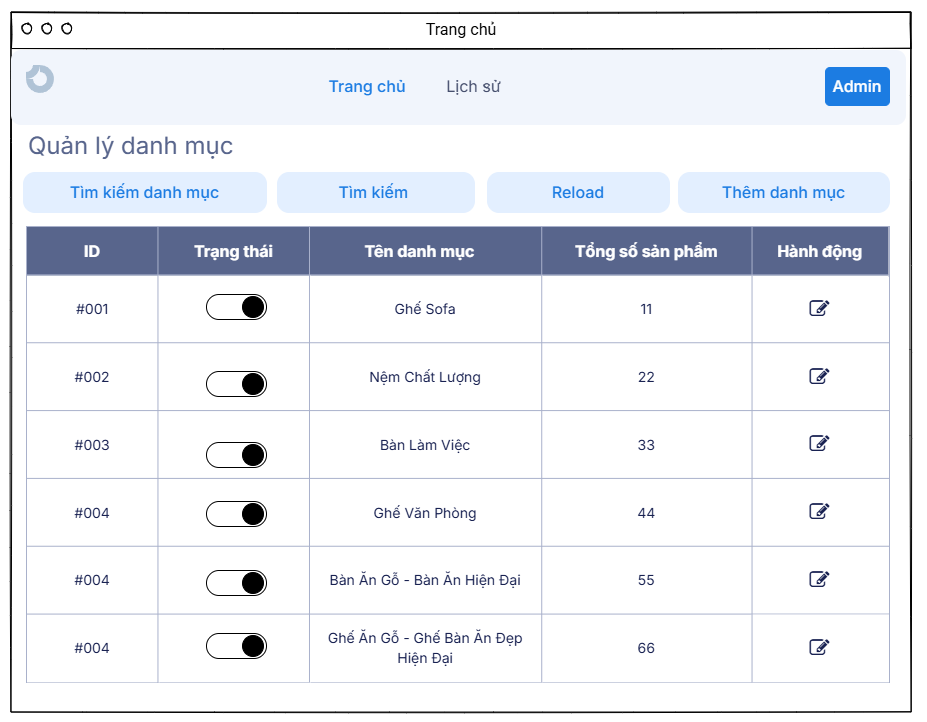 Trang chủ
Trang chủ Lịch sử Admin
Quản lý danh mục
Tìm kiếm danh mục Tìm kiếm Reload Thêm danh mục
ID Trạng thái Tên danh mục Tổng số sản phẩm Hành động
#001 Ghế Sofa 11
#002 Nệm Chất Lượng 22
#003 Bàn Làm Việc 33
#004 Ghế Văn Phòng 44
#004 Bàn Ăn Gỗ - Bàn Ăn Hiện Đại 55
#004 Ghế Ăn Gỗ - Ghế Bàn Ăn Đẹp 66
Hiện Đại